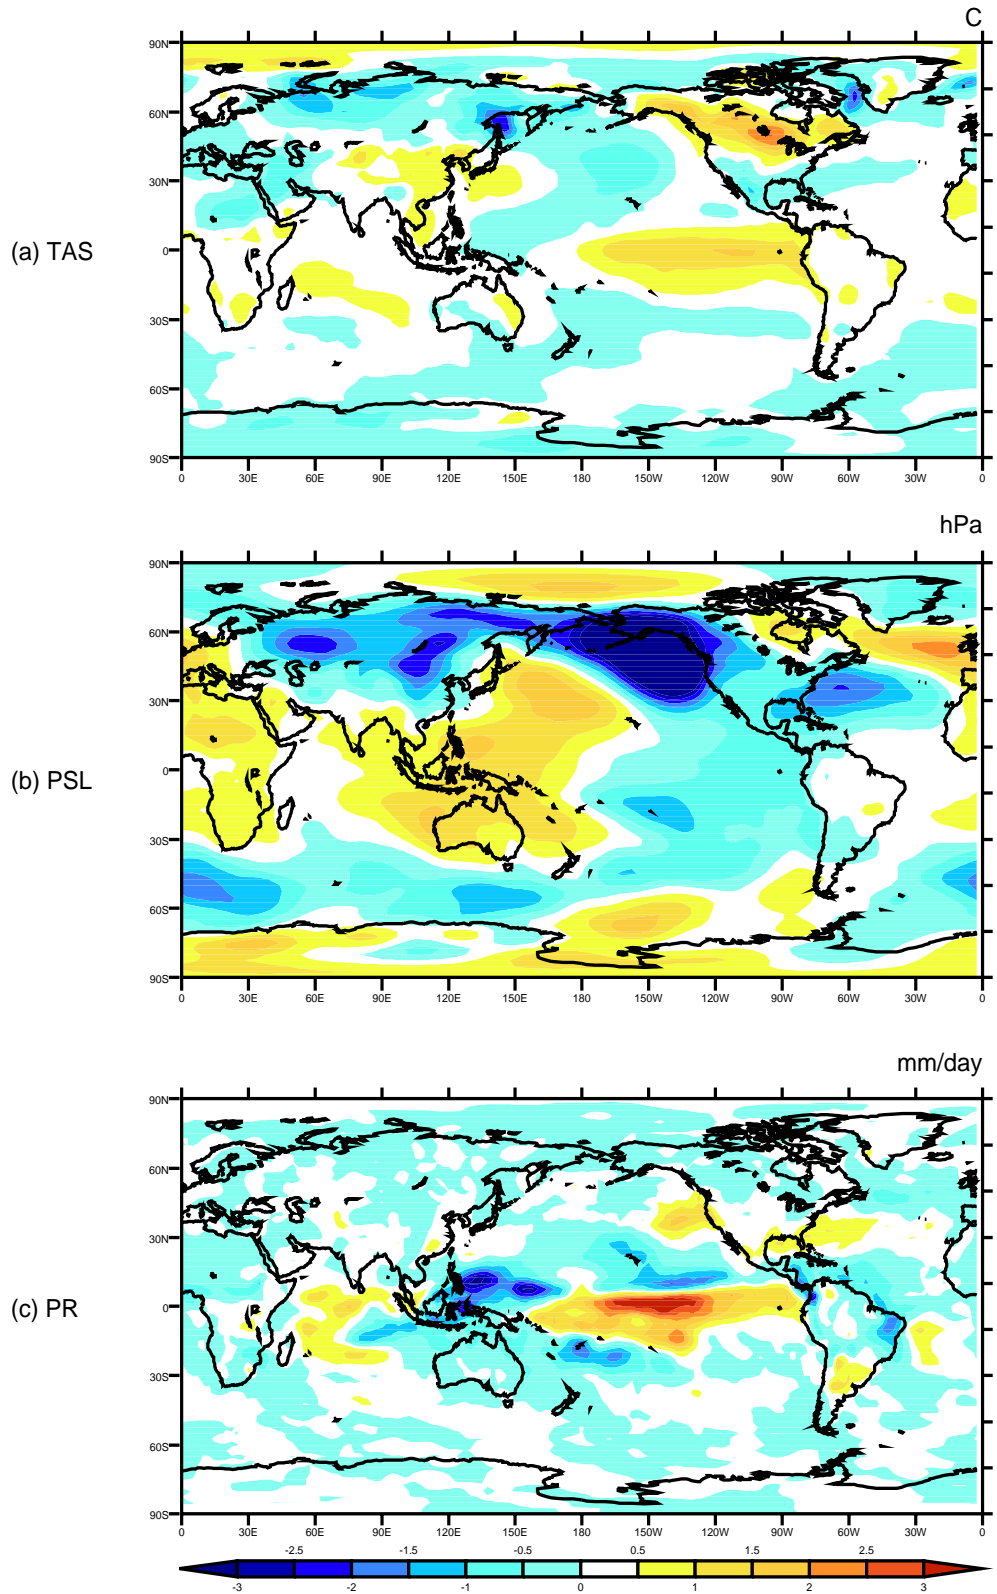 C
90N
60N
30N
0
30S
60S
90S
(a) TAS
0 30E 60E 90E 120E 150E 180 150W 120W 90W 60W 30W 0
hPa
90N
60N
30N
0
30S
60S
90S
(b) PSL
0 30E 60E 90E 120E 150E 180 150W 120W 90W 60W 30W 0
mm/day
90N
60N
30N
0
30S
60S
90S
(c) PR
0 30E 60E 90E 120E 150E 180 150W 120W 90W 60W 30W 0
-2.5 -1.5 -0.5 0.5 1.5 2.5
-3 -2 -1 0 1 2 3